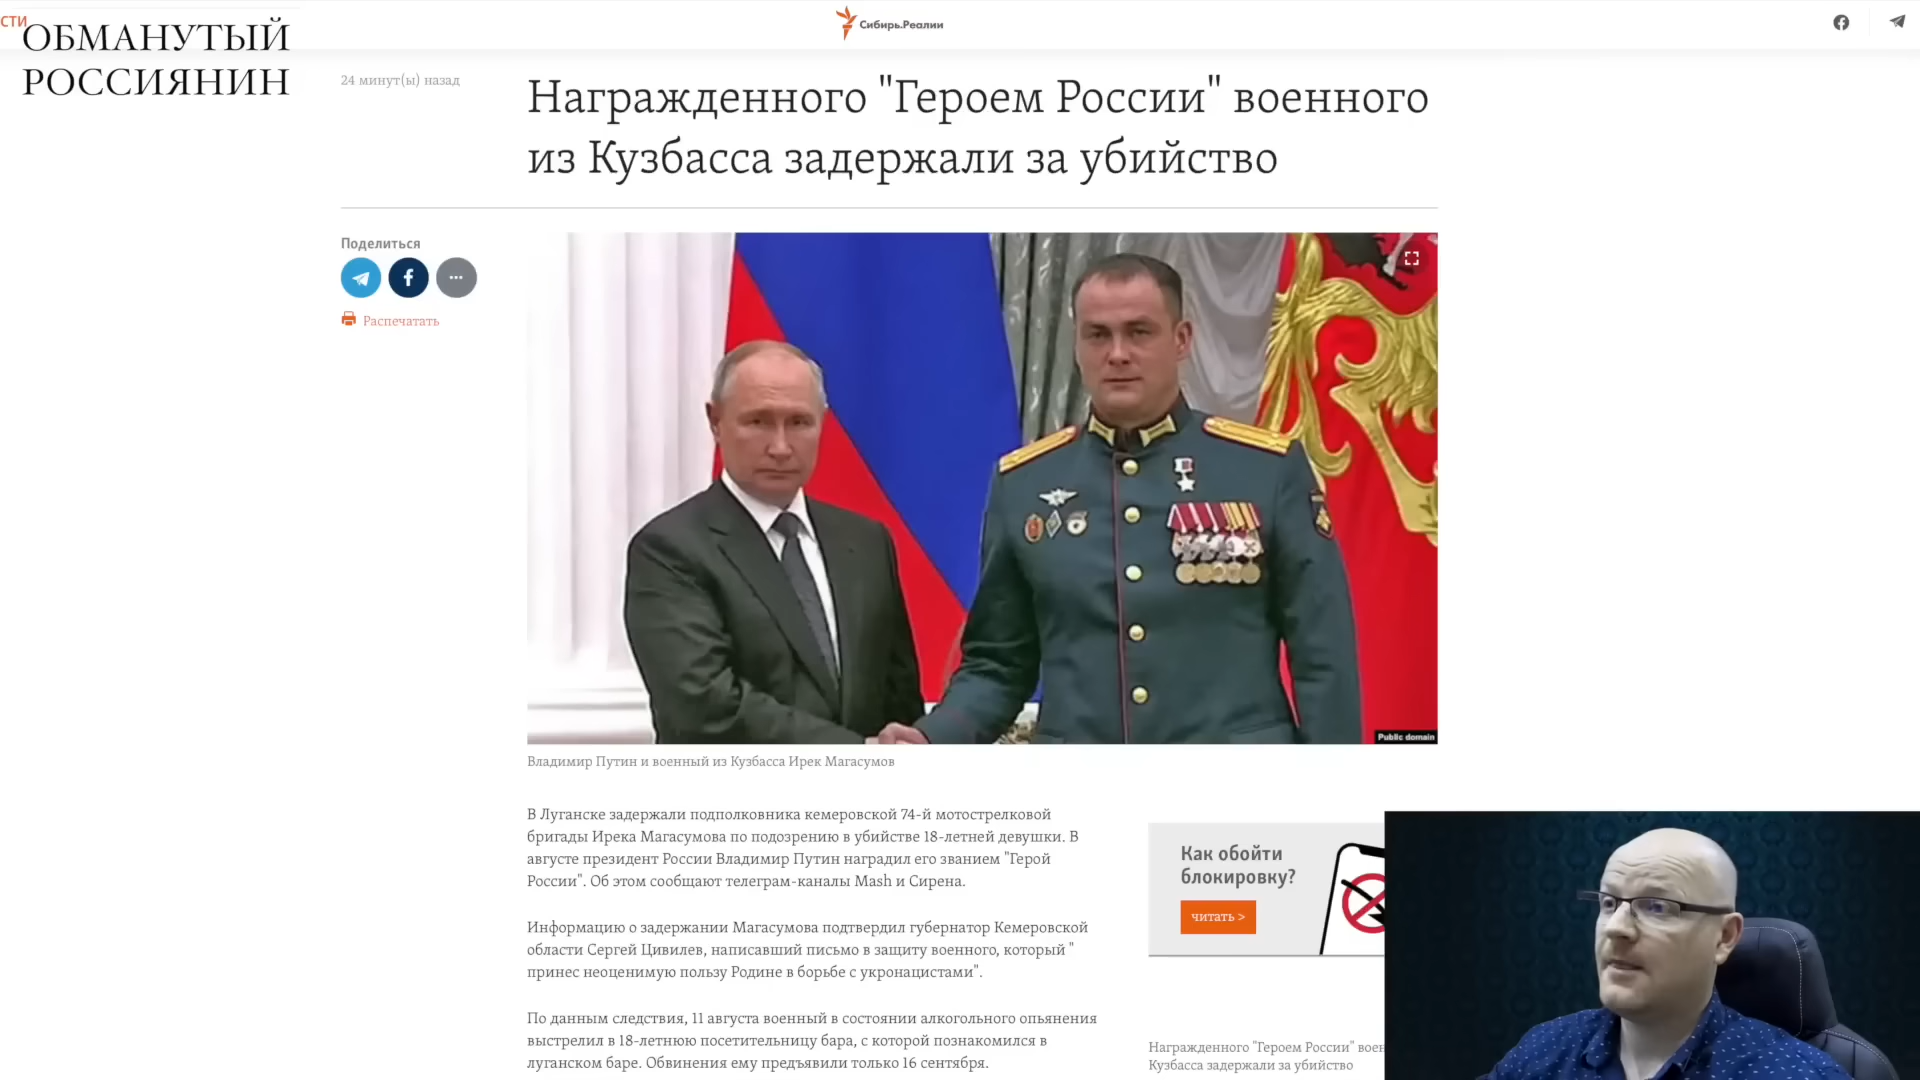 СТИ
ОБМАНУТЫЙ
РОССИЯНИН
Сибирь.Реалии
24 минут(ы) назад
Награжденного "Героем России" военного
из Кузбасса задержали за убийство
Поделиться
Распечатать
Public domain
Владимир Путин и военный из Кузбасса Ирек Магасумов
В Луганске задержали подполковника кемеровской 74-й мотострелковой
бригады Ирека Магасумова по подозрению в убийстве 18-летней девушки. В
августе президент России Владимир Путин наградил его званием "Герой
России". Об этом сообщают телеграм-каналы Mash и Сирена.
Информацию о задержании Магасумова подтвердил губернатор Кемеровской
области Сергей Цивилев, написавший письмо в защиту военного, который "
принес неоценимую пользу Родине в борьбе с укронацистами".
По данным следствия, 11 августа военный в состоянии алкогольного опьянения
выстрелил в 18-летнюю посетительницу бара, с которой познакомился в
луганском баре. Обвинения ему предъявили только 16 сентября.
Как обойти
блокировку?
читать >
Награжденного "Героем России" воен
Кузбасса задержали за убийство